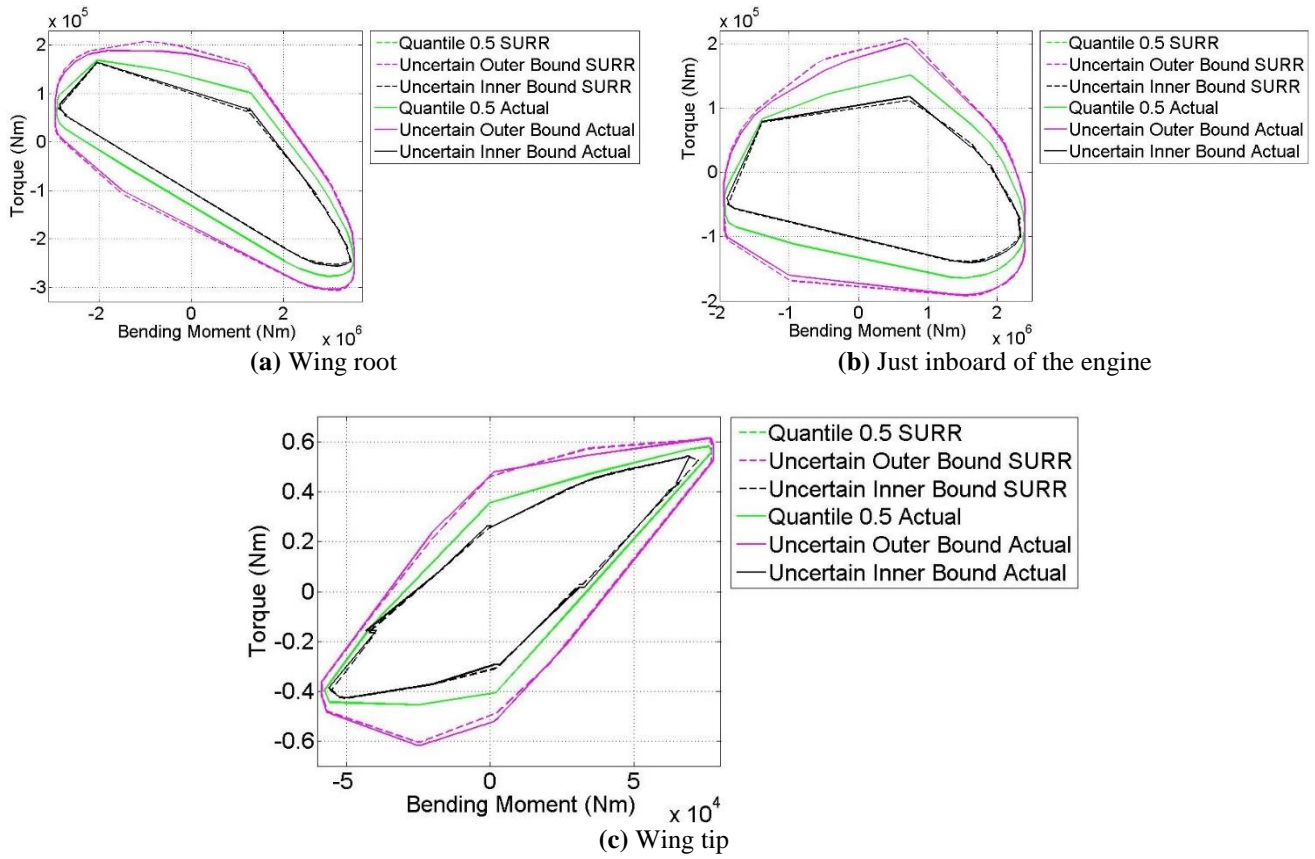 x 10^5
2
1
0
-1
-2
-3
Torque (Nm)
-2 0 2
Bending Moment (Nm)
x 10^6
Quantile 0.5 SURR
Uncertain Outer Bound SURR
Uncertain Inner Bound SURR
Quantile 0.5 Actual
Uncertain Outer Bound Actual
Uncertain Inner Bound Actual
(a) Wing root
x 10^5
2
1
0
-1
-2
Torque (Nm)
-2 -1 0 1 2
Bending Moment (Nm)
x 10^6
Quantile 0.5 SURR
Uncertain Outer Bound SURR
Uncertain Inner Bound SURR
Quantile 0.5 Actual
Uncertain Outer Bound Actual
Uncertain Inner Bound Actual
(b) Just inboard of the engine
0.6
0.4
0.2
0
-0.2
-0.4
-0.6
Torque (Nm)
-5 0 5
Bending Moment (Nm)
x 10^4
Quantile 0.5 SURR
Uncertain Outer Bound SURR
Uncertain Inner Bound SURR
Quantile 0.5 Actual
Uncertain Outer Bound Actual
Uncertain Inner Bound Actual
(c) Wing tip